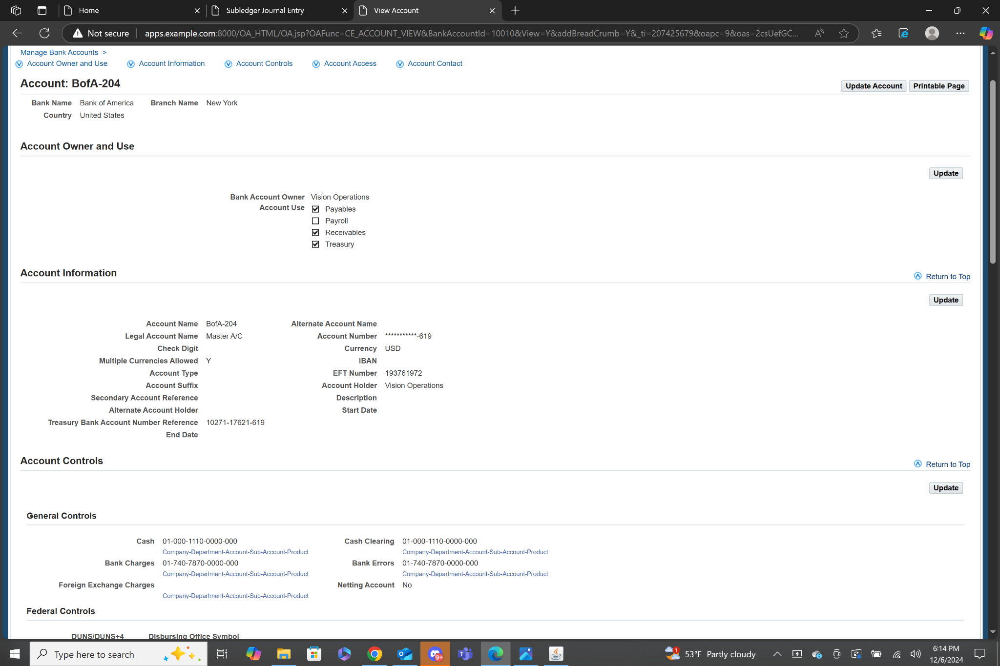 Home
Subledger Journal Entry
View Account
Not secure
apps.example.com:8000/OA_HTML/OA.jsp?OAFunc=CE_ACCOUNT_VIEW&BankAccountId=10010&View=Y&addBreadCrumb=Y&_ti=207425679&oapc=9&oas=2csUefGC...
Manage Bank Accounts >
Account Owner and Use Account Information Account Controls Account Access Account Contact
Account: BofA-204
Update Account Printable Page
Bank Name Bank of America Branch Name New York
Country United States
Account Owner and Use
Update
Bank Account Owner Vision Operations
Account Use Payables
Payroll
Receivables
Treasury
Account Information
Return to Top
Update
Account Name BofA-204 Alternate Account Name
Legal Account Name Master A/C Account Number ***********-619
Check Digit Currency USD
Multiple Currencies Allowed Y IBAN
Account Type EFT Number 193761972
Account Suffix Account Holder Vision Operations
Secondary Account Reference Description
Alternate Account Holder Start Date
Treasury Bank Account Number Reference 10271-17621-619
End Date
Account Controls
Return to Top
Update
General Controls
Cash 01-000-1110-0000-000 Cash Clearing 01-000-1110-0000-000
Company-Department-Account-Sub-Account-Product Company-Department-Account-Sub-Account-Product
Bank Charges 01-740-7870-0000-000 Bank Errors 01-740-7870-0000-000
Company-Department-Account-Sub-Account-Product Company-Department-Account-Sub-Account-Product
Foreign Exchange Charges Netting Account No
Company-Department-Account-Sub-Account-Product
Federal Controls
DUNS/DUNS+4 Disbursing Office Symbol
Type here to search
9+
1
53°F Partly cloudy
6:14 PM
12/6/2024